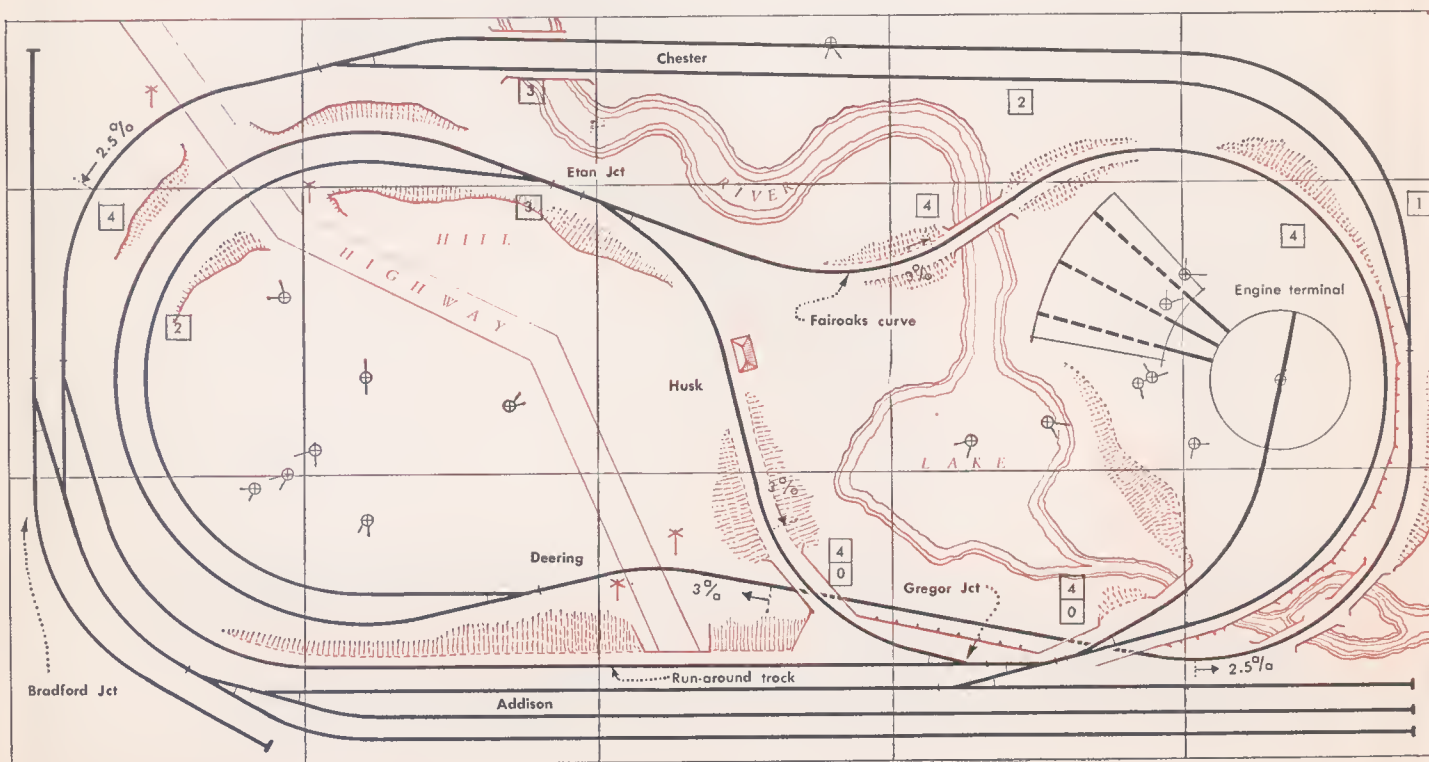 Chester
3
2
2.5%
Etan Jct
RIVER
4
3
4
1
HILL
4
HIGHWAY
3%
Engine terminal
2
Fairoaks curve
Husk
LAKE
3%
Deering
4
0
Gregor Jct
4
0
3%
2.5%
Bradford Jct
Run-around track
Addison